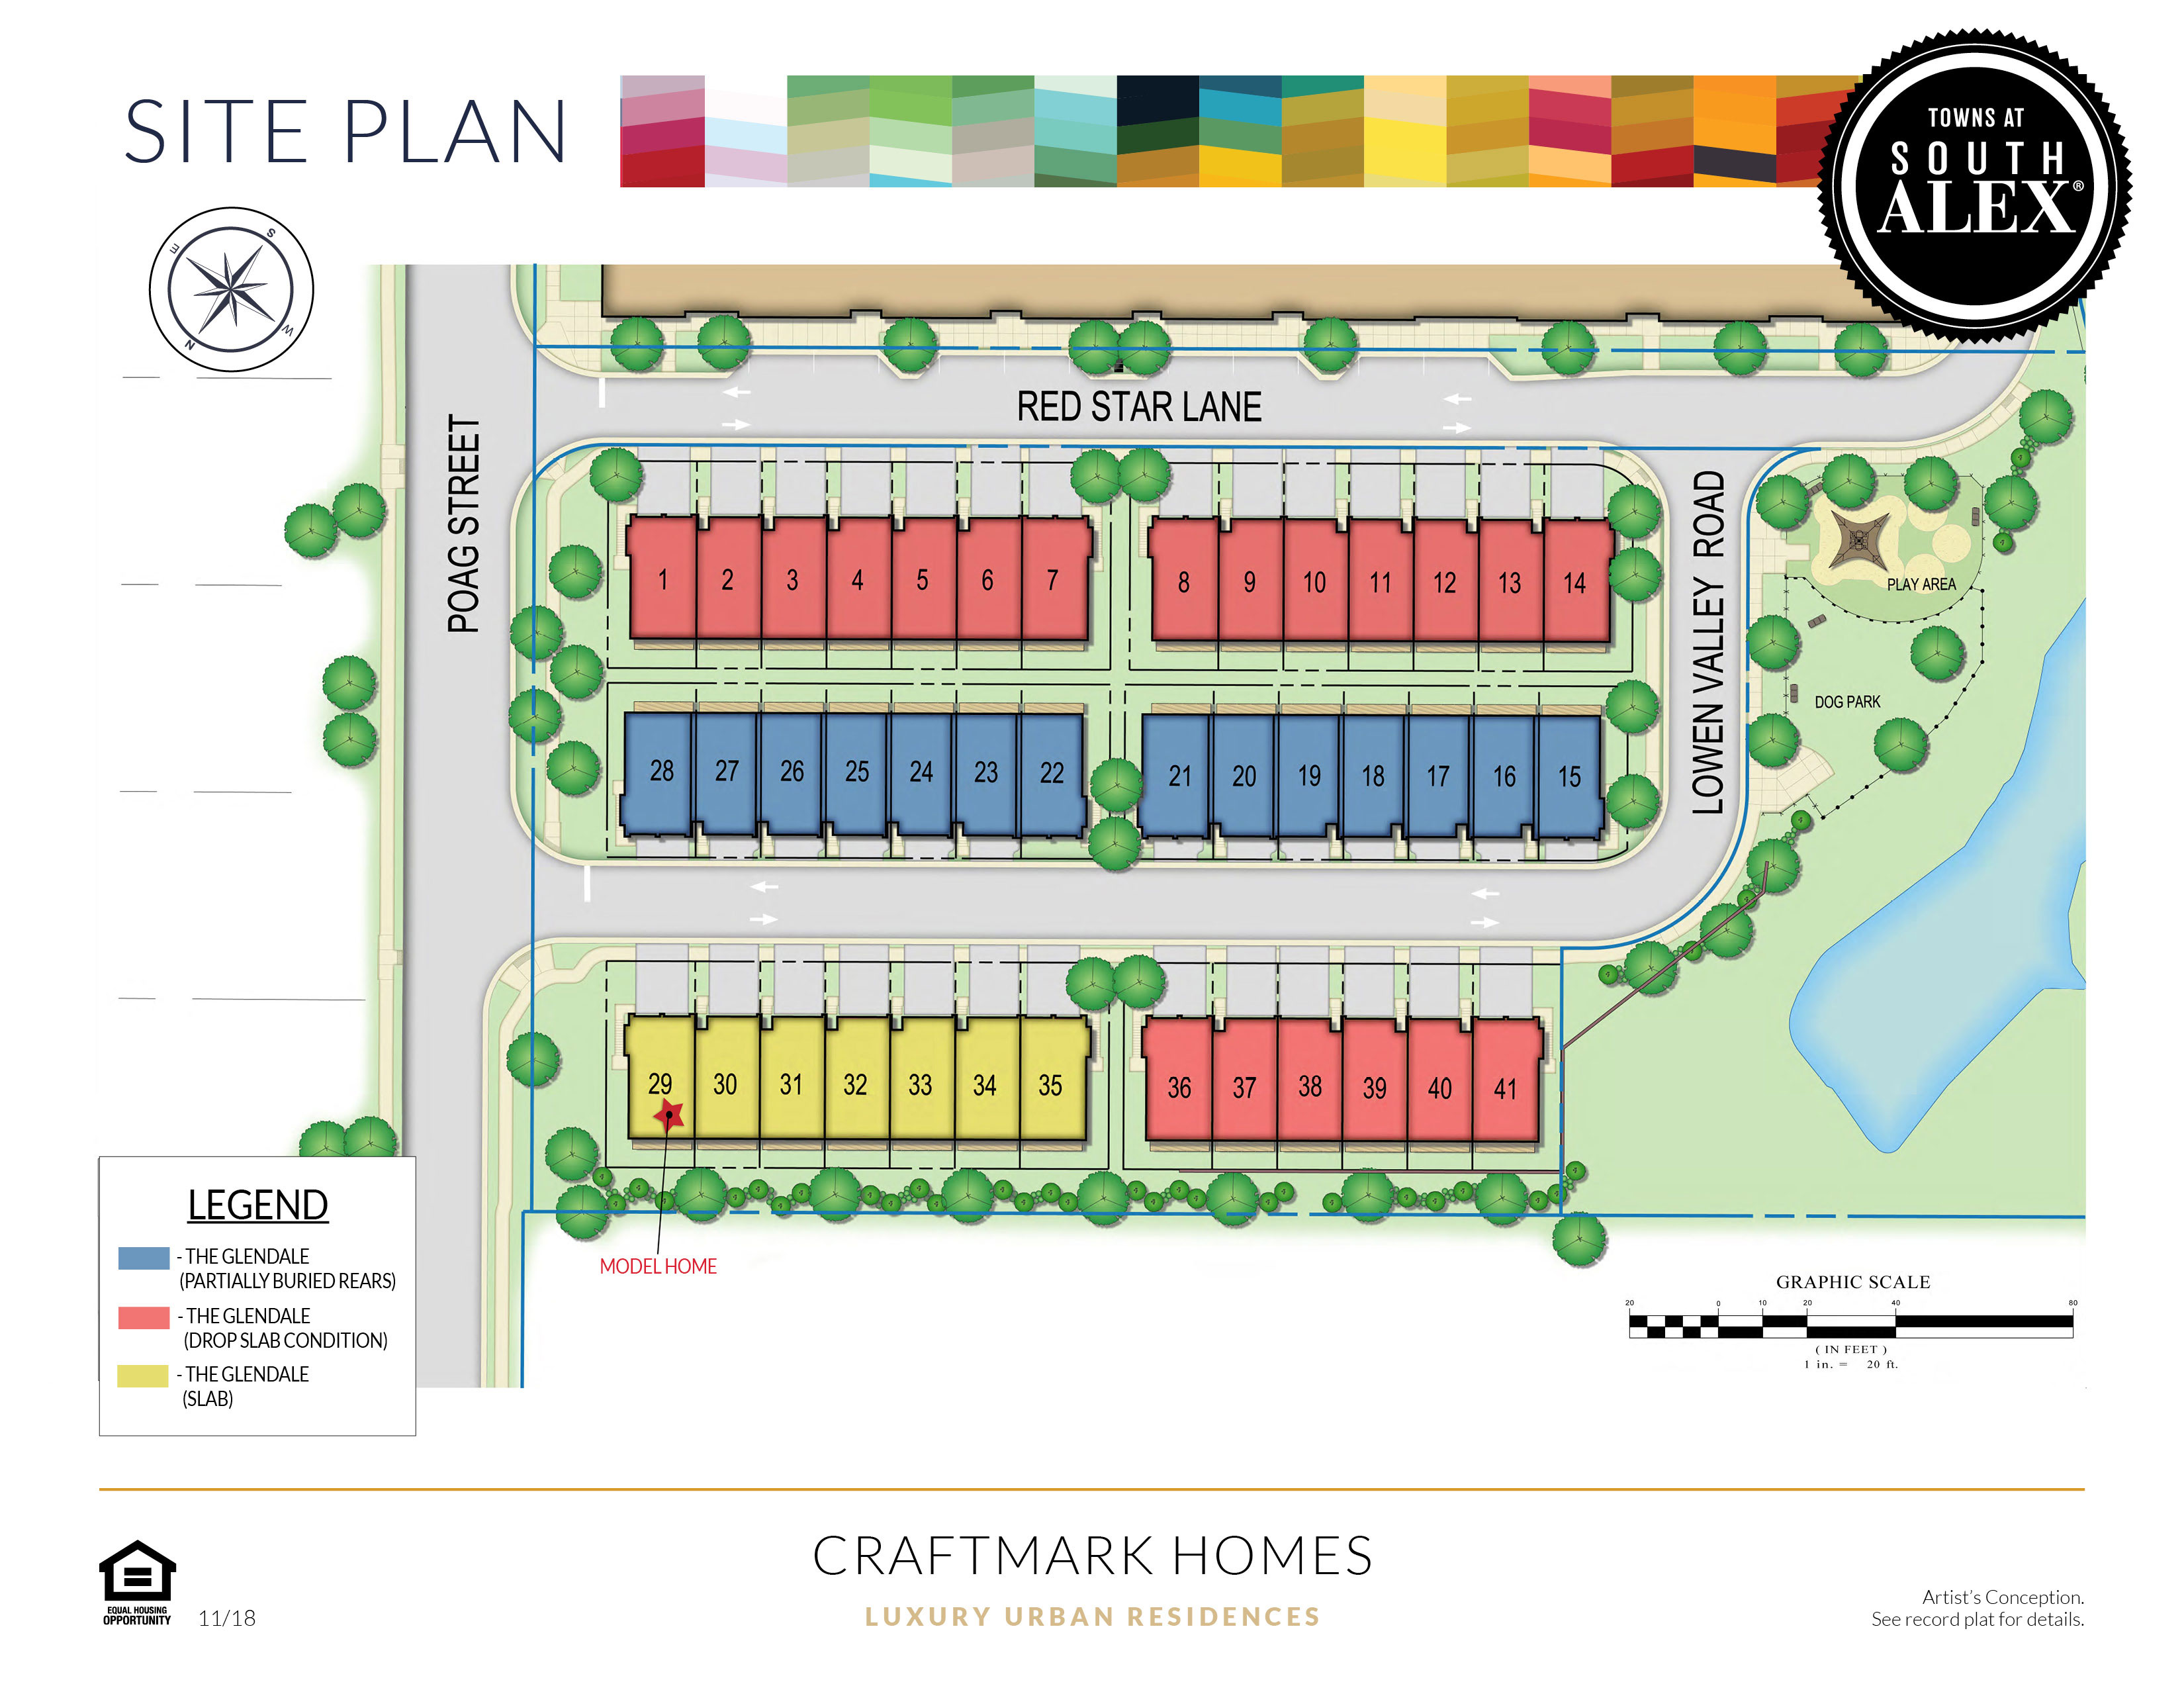 SITE PLAN
TOWNS AT
SOUTH
ALEX®
S
E
W
N
RED STAR LANE
POAG STREET
LOWEN VALLEY ROAD
1 2 3 4 5 6 7 8 9 10 11 12 13 14
PLAY AREA
DOG PARK
28 27 26 25 24 23 22 21 20 19 18 17 16 15
29 30 31 32 33 34 35 36 37 38 39 40 41
MODEL HOME
LEGEND
- THE GLENDALE
(PARTIALLY BURIED REARS)
- THE GLENDALE
(DROP SLAB CONDITION)
- THE GLENDALE
(SLAB)
GRAPHIC SCALE
20 0 10 20 40 80
( IN FEET )
1 in. = 20 ft.
CRAFTMARK HOMES
LUXURY URBAN RESIDENCES
EQUAL HOUSING
OPPORTUNITY
11/18
Artist's Conception.
See record plat for details.